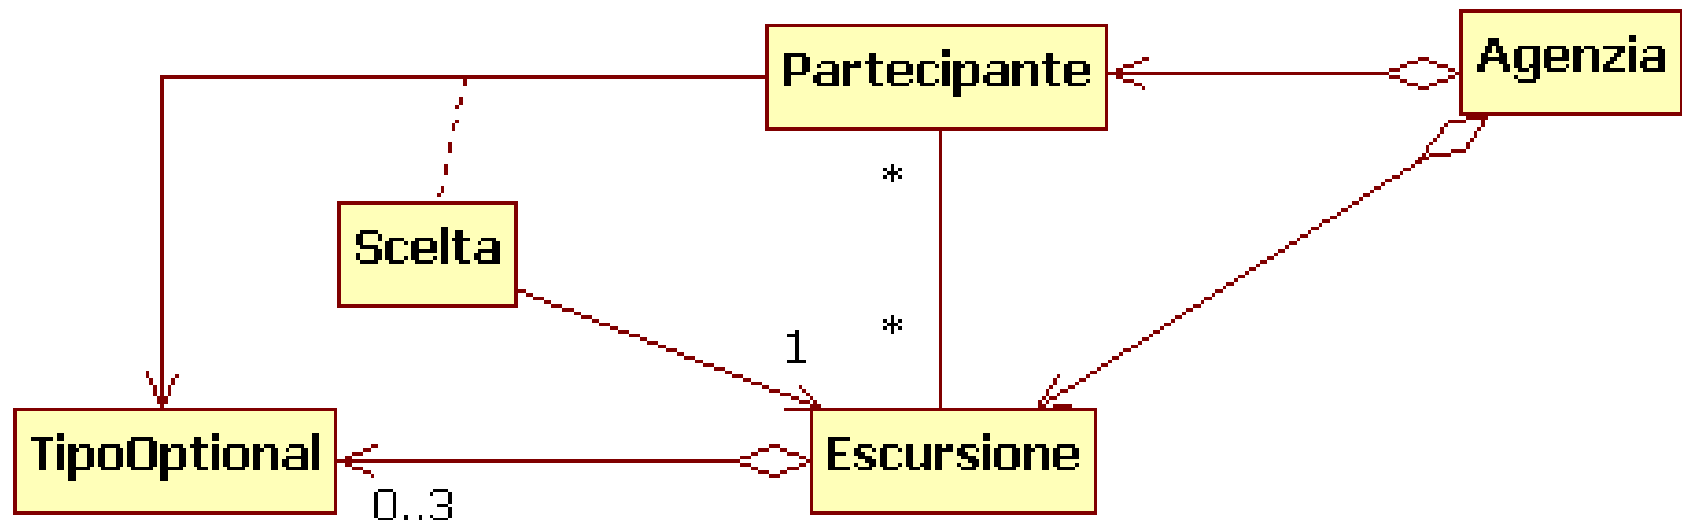 Agenzia
Partecipante
*
Scelta
*
1
TipoOptional
Escursione
0..3